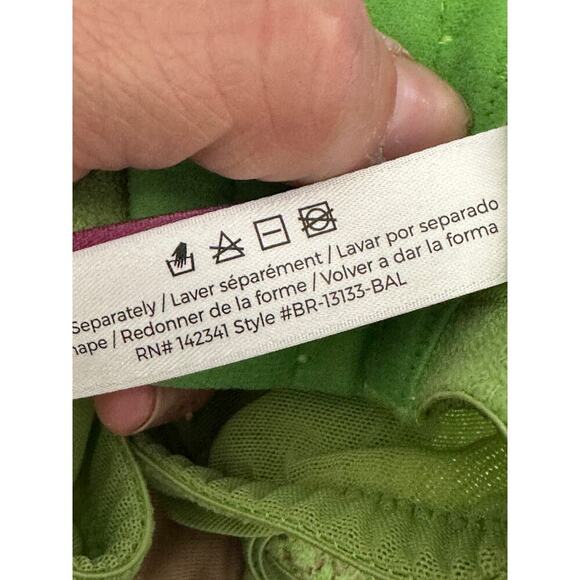 Separately / Laver séparément / Lavar por separado
/ Redonner de la forme / Volver a dar la forma
RN# 142341 Style #BR-13133-BAL